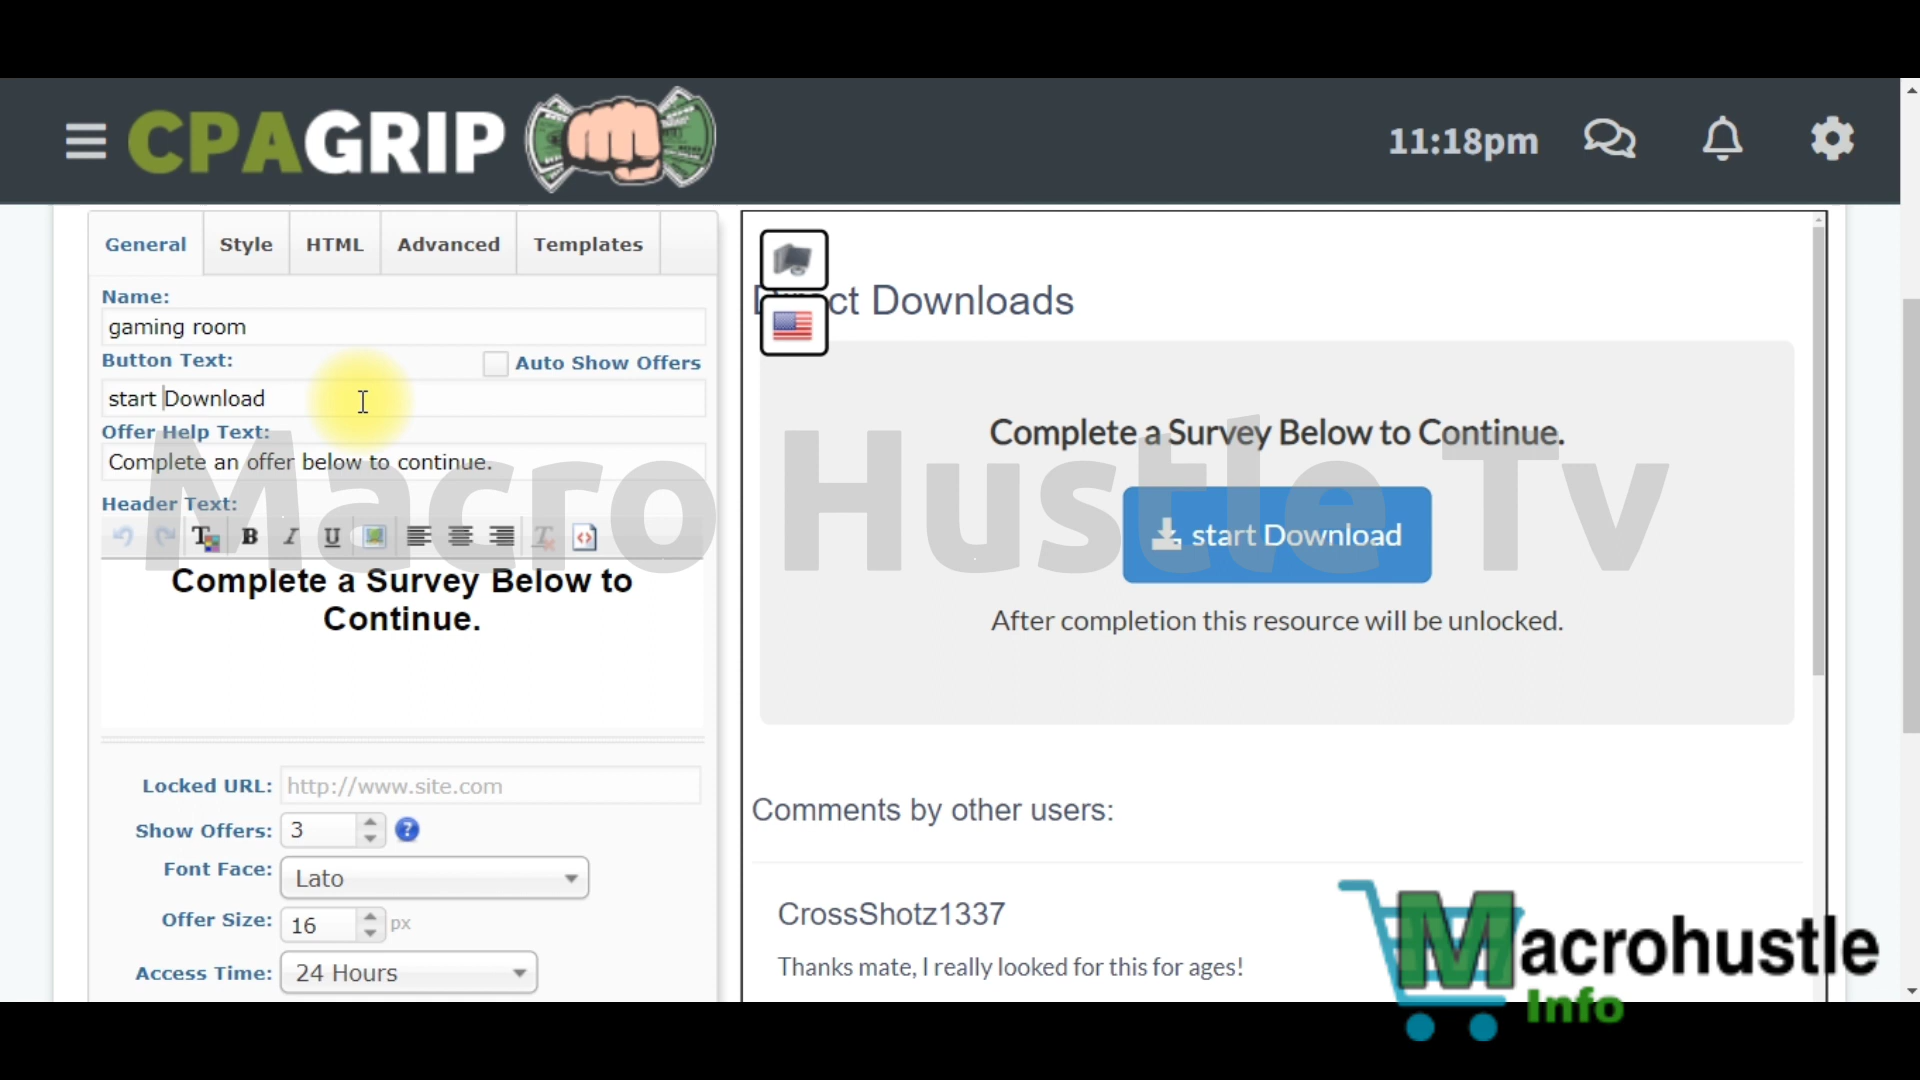 CPAGRIP
11:18pm
General Style HTML Advanced Templates
Name:
gaming room
Button Text:
Auto Show Offers
start Download
Offer Help Text:
Complete an offer below to continue.
Header Text:
B I U
Complete a Survey Below to
Continue.
Locked URL: http://www.site.com
Show Offers: 3 ?
Font Face: Lato
Offer Size: 16 px
Access Time: 24 Hours
Direct Downloads
Complete a Survey Below to Continue.
start Download
After completion this resource will be unlocked.
Comments by other users:
CrossShotz1337
Thanks mate, I really looked for this for ages!
Macro Hustle Tv
Macrohustle
Info